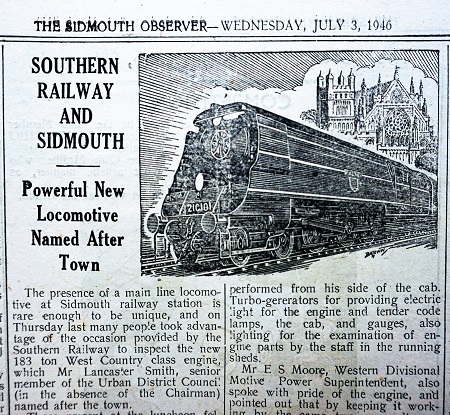 THE SIDMOUTH OBSERVER—WEDNESDAY, JULY 3, 1946
SOUTHERN
RAILWAY
AND
SIDMOUTH
Powerful New
Locomotive
Named After
Town
21C101
The presence of a main line locomo-
tive at Sidmouth railway station is
rare enough to be unique, and on
Thursday last many people took advan-
tage of the occasion provided by the
Southern Railway to inspect the new
183 ton West Country class engine,
which Mr Lancaster Smith, senior
member of the Urban District Council
(in the absence of the Chairman)
named after the town.
performed from his side of the cab.
Turbo-gererators for providing electric
light for the engine and tender code
lamps, the cab, and gauges, also
lighting for the examination of en-
gine parts by the staff in the running
sheds.
Mr E S Moore, Western Divisional
Motive Power Superintendent, also
spoke with pride of the engine, and
pointed out that by keeping it work-